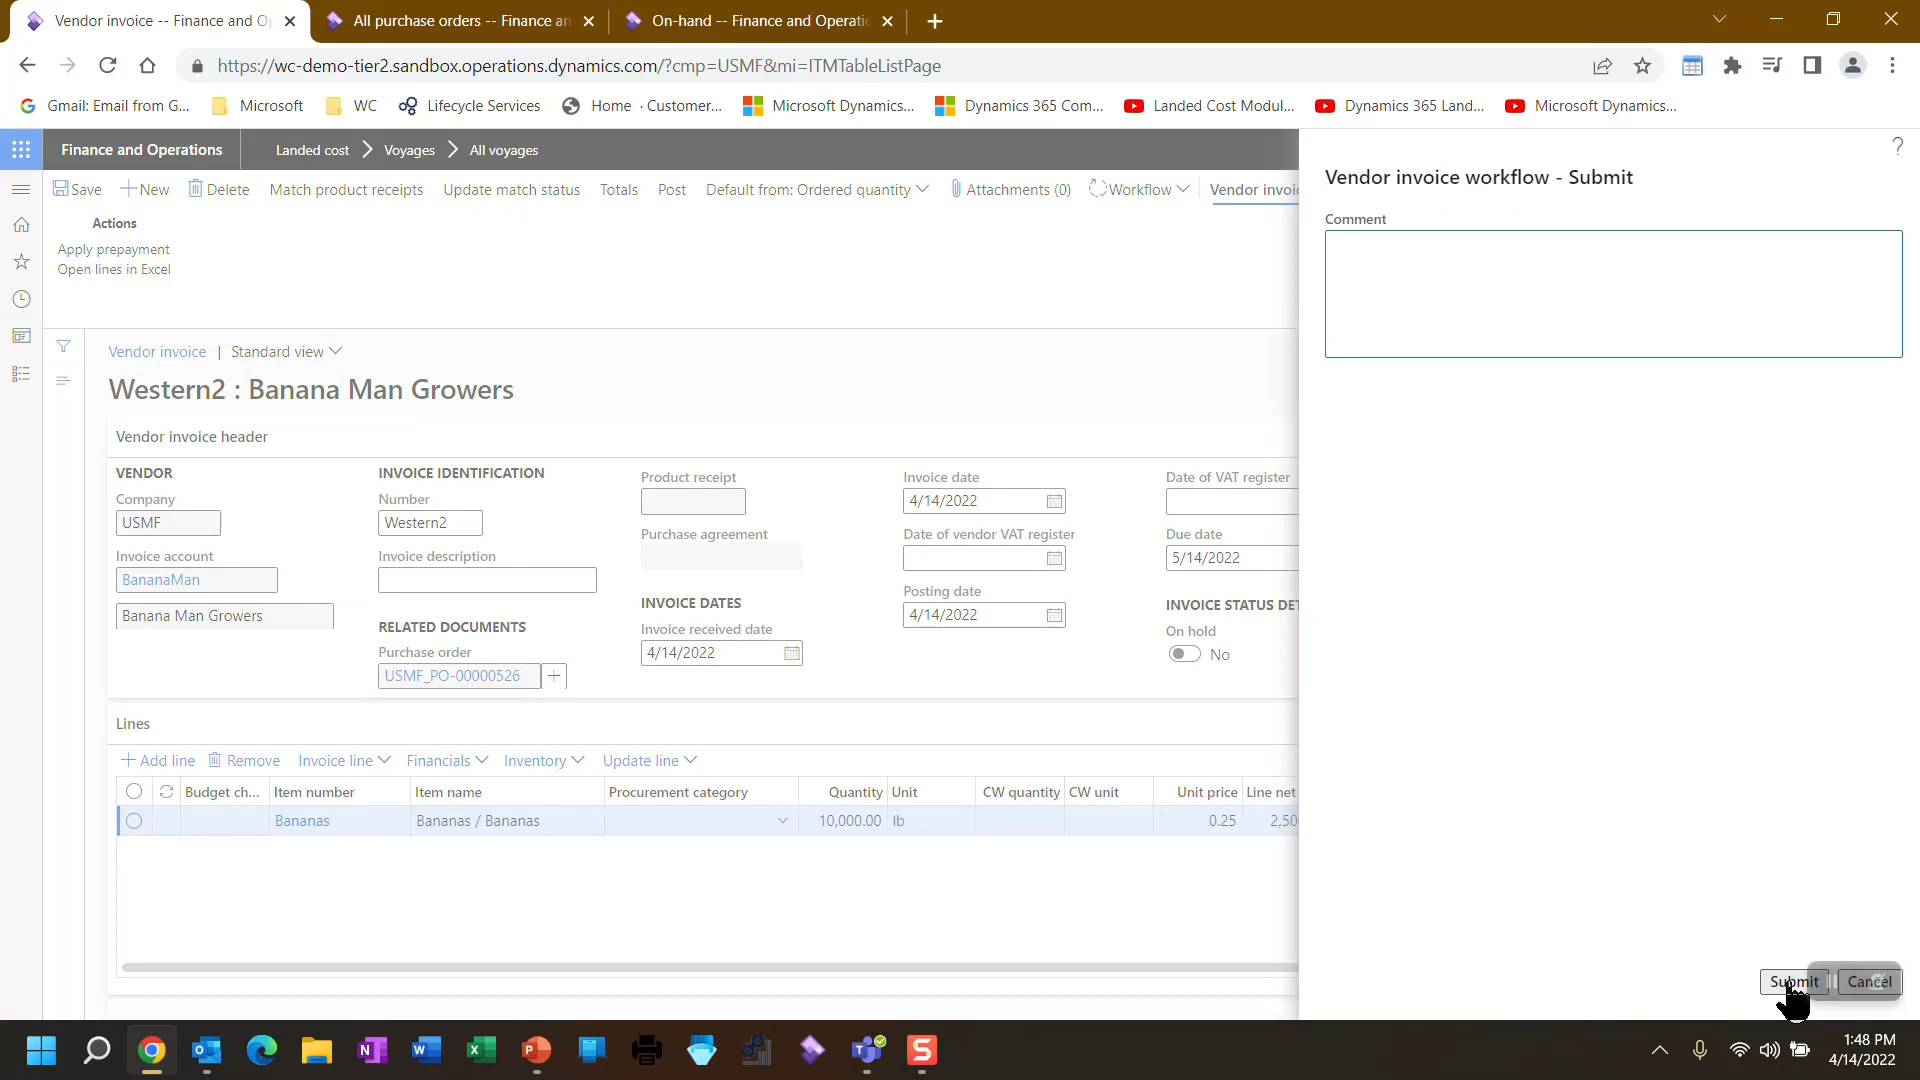 Vendor invoice -- Finance and O
All purchase orders -- Finance an
On-hand -- Finance and Operatic
https://wc-demo-tier2.sandbox.operations.dynamics.com/?cmp=USMF&mi=ITMTableListPage
Gmail: Email from G...
Microsoft
WC
Lifecycle Services
Home · Customer...
Microsoft Dynamics...
Dynamics 365 Com...
Landed Cost Modul...
Dynamics 365 Land...
Microsoft Dynamics...
Finance and Operations
Landed cost
Voyages
All voyages
?
Save
New
Delete
Match product receipts
Update match status
Totals
Post
Default from: Ordered quantity
Attachments (0)
Workflow
Vendor invoi
Actions
Apply prepayment
Open lines in Excel
Vendor invoice workflow - Submit
Comment
Vendor invoice | Standard view
Western2 : Banana Man Growers
Vendor invoice header
VENDOR
Company
USMF
Invoice account
BananaMan
Banana Man Growers
INVOICE IDENTIFICATION
Number
Western2
Invoice description
RELATED DOCUMENTS
Purchase order
USMF_PO-00000526
Product receipt
Purchase agreement
INVOICE DATES
Invoice received date
4/14/2022
Invoice date
4/14/2022
Date of vendor VAT register
Posting date
4/14/2022
Date of VAT register
Due date
5/14/2022
INVOICE STATUS DET
On hold
No
Lines
Add line
Remove
Invoice line
Financials
Inventory
Update line
Budget ch... Item number Item name Procurement category Quantity Unit CW quantity CW unit Unit price Line net
Bananas Bananas / Bananas 10,000.00 lb 0.25 2,50
Submit
Cancel
1:48 PM
4/14/2022